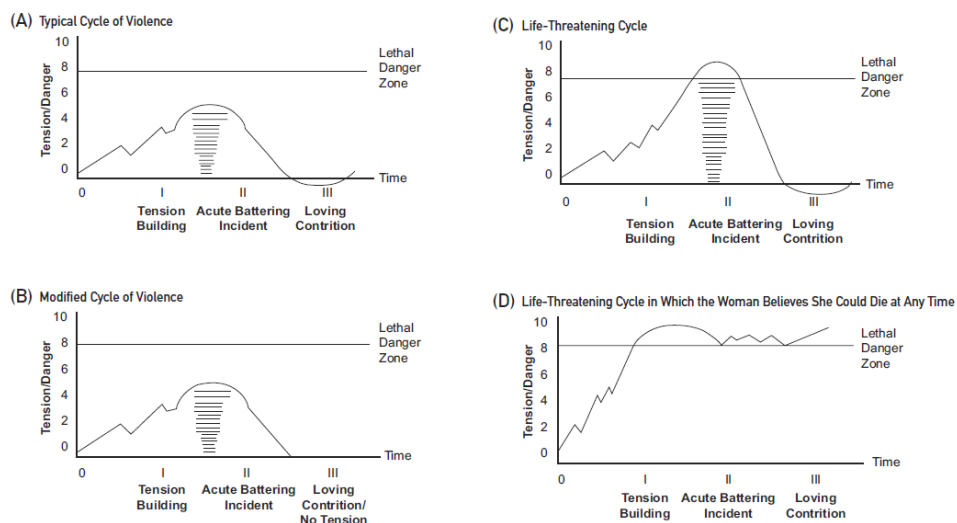 (A) Typical Cycle of Violence
10
8
6
4
2
0
Tension/Danger
Lethal
Danger
Zone
Time
0 I II III
Tension Building
Acute Battering Incident
Loving Contrition
(B) Modified Cycle of Violence
10
8
6
4
2
0
Tension/Danger
Lethal
Danger
Zone
Time
0 I II III
Tension Building
Acute Battering Incident
Loving Contrition/ No Tension
(C) Life-Threatening Cycle
10
8
6
4
2
0
Tension/Danger
Lethal
Danger
Zone
Time
0 I II III
Tension Building
Acute Battering Incident
Loving Contrition
(D) Life-Threatening Cycle in Which the Woman Believes She Could Die at Any Time
10
8
6
4
2
0
Tension/Danger
Lethal
Danger
Zone
Time
0 I II III
Tension Building
Acute Battering Incident
Loving Contrition